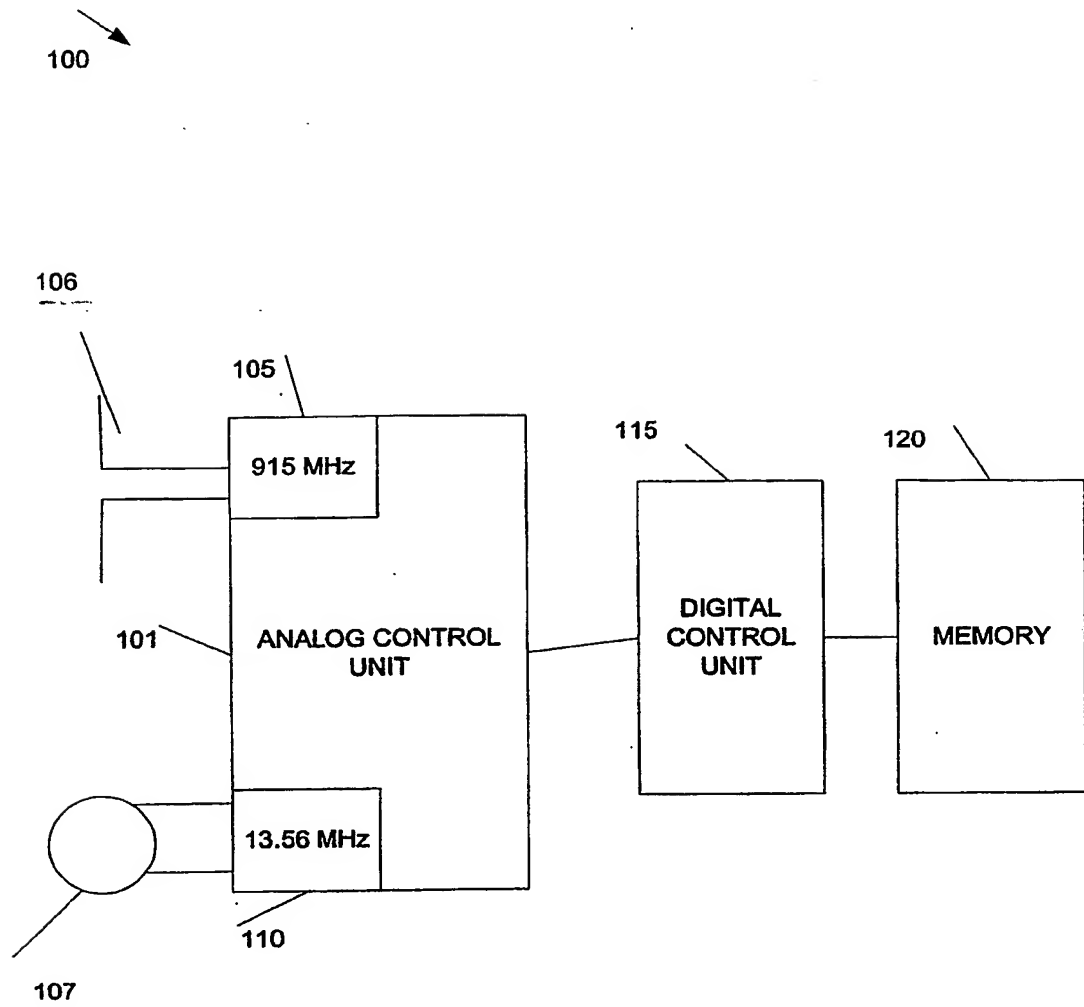 100
106
105
915 MHz
115
120
101
ANALOG CONTROL
UNIT
DIGITAL
CONTROL
UNIT
MEMORY
13.56 MHz
110
107